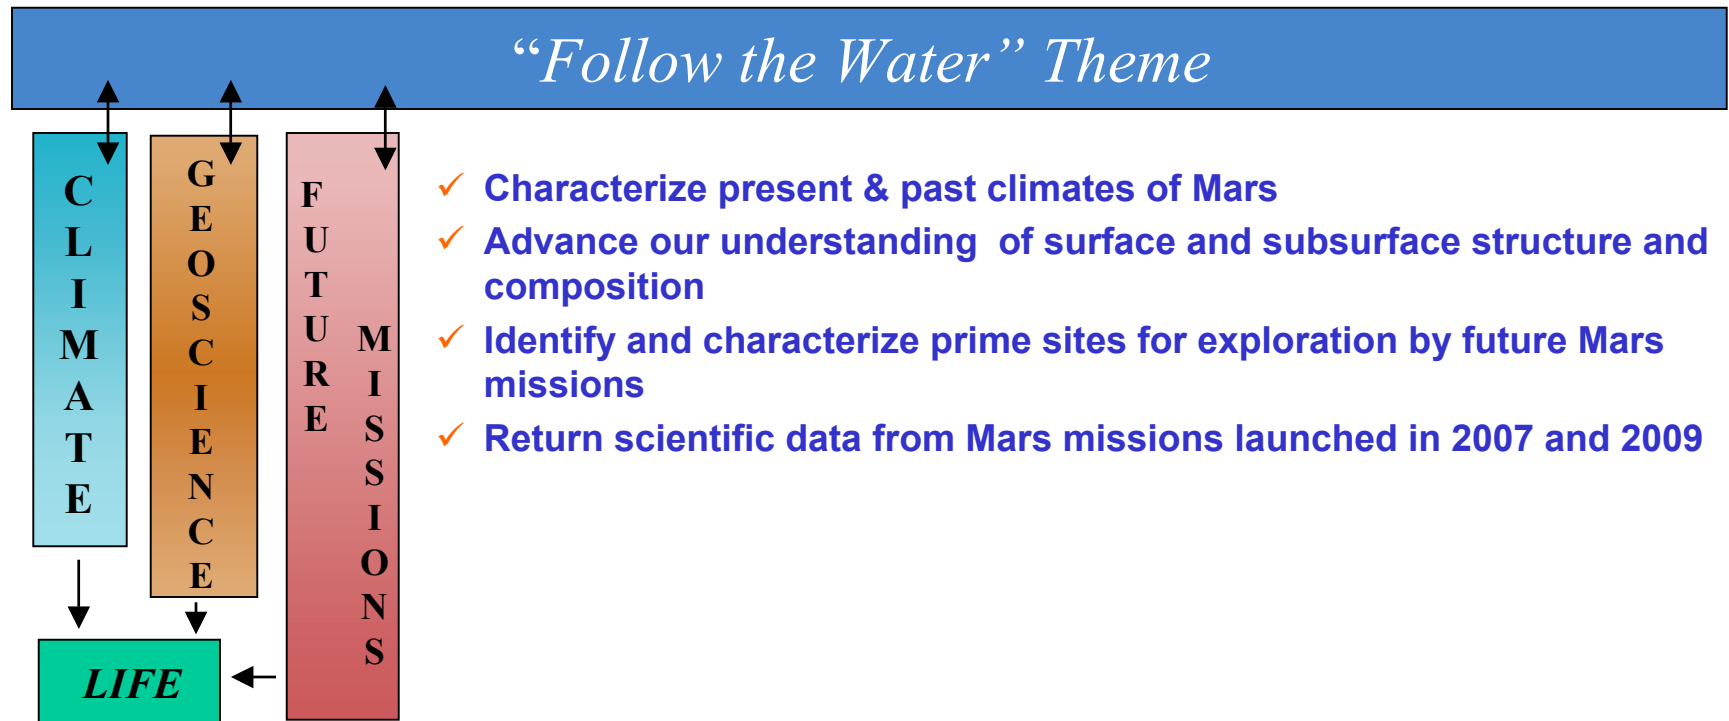 “Follow the Water” Theme
CLIMATE
GEOSCIENCE
FUTURE
MISSIONS
LIFE
✓ Characterize present & past climates of Mars
✓ Advance our understanding  of surface and subsurface structure and
composition
✓ Identify and characterize prime sites for exploration by future Mars
missions
✓ Return scientific data from Mars missions launched in 2007 and 2009